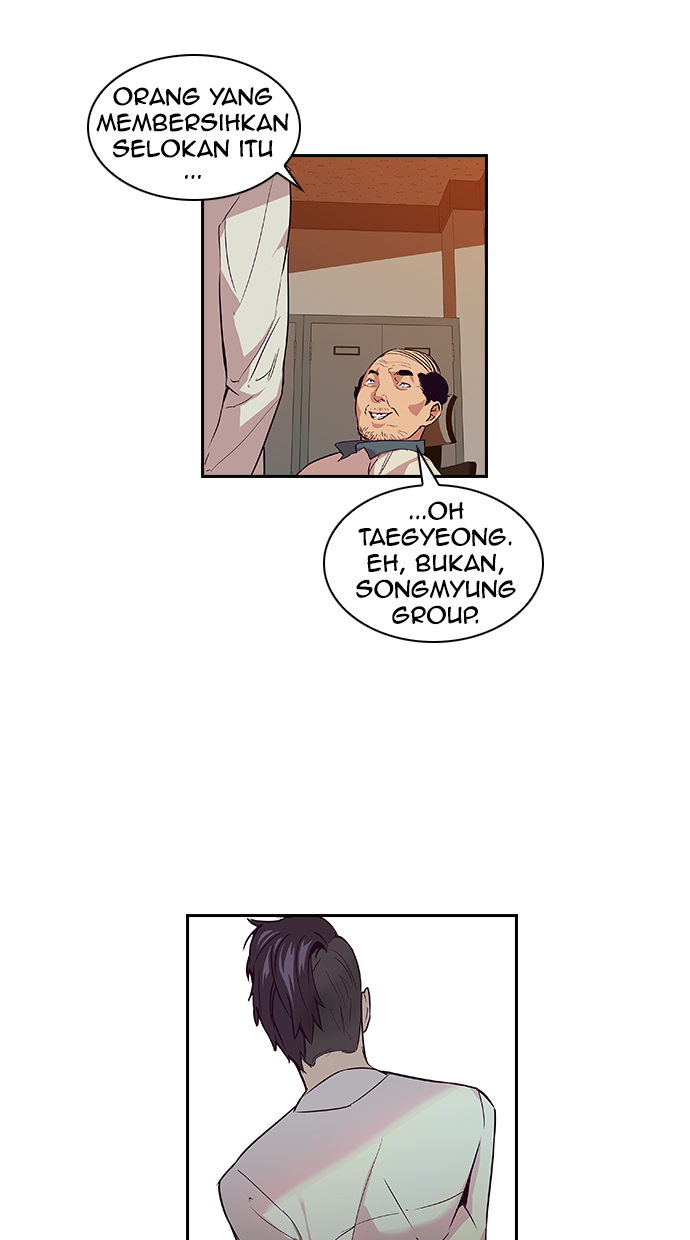 ORANG YANG
MEMBERSIHKAN
SELOKAN ITU
...
...OH
TAEGYEONG.
EH, BUKAN,
SONGMYUNG
GROUP.